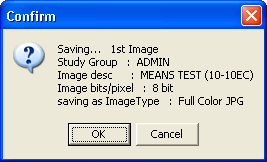 Confirm
Saving... 1st Image
Study Group : ADMIN
Image desc : MEANS TEST (10-10EC)
Image bits/pixel : 8 bit
saving as ImageType : Full Color JPG
OK Cancel